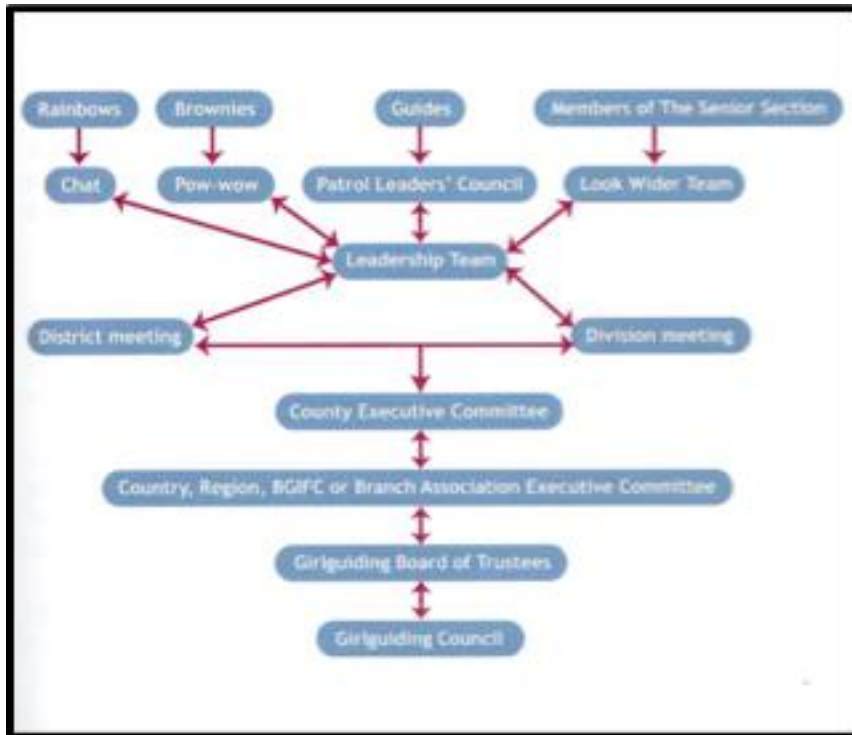 Rainbows
Brownies
Guides
Members of The Senior Section
Chat
Pow-wow
Patrol Leaders' Council
Look Wider Team
Leadership Team
District meeting
Division meeting
County Executive Committee
Country, Region, BGIFC or Branch Association Executive Committee
Girlguiding Board of Trustees
Girlguiding Council